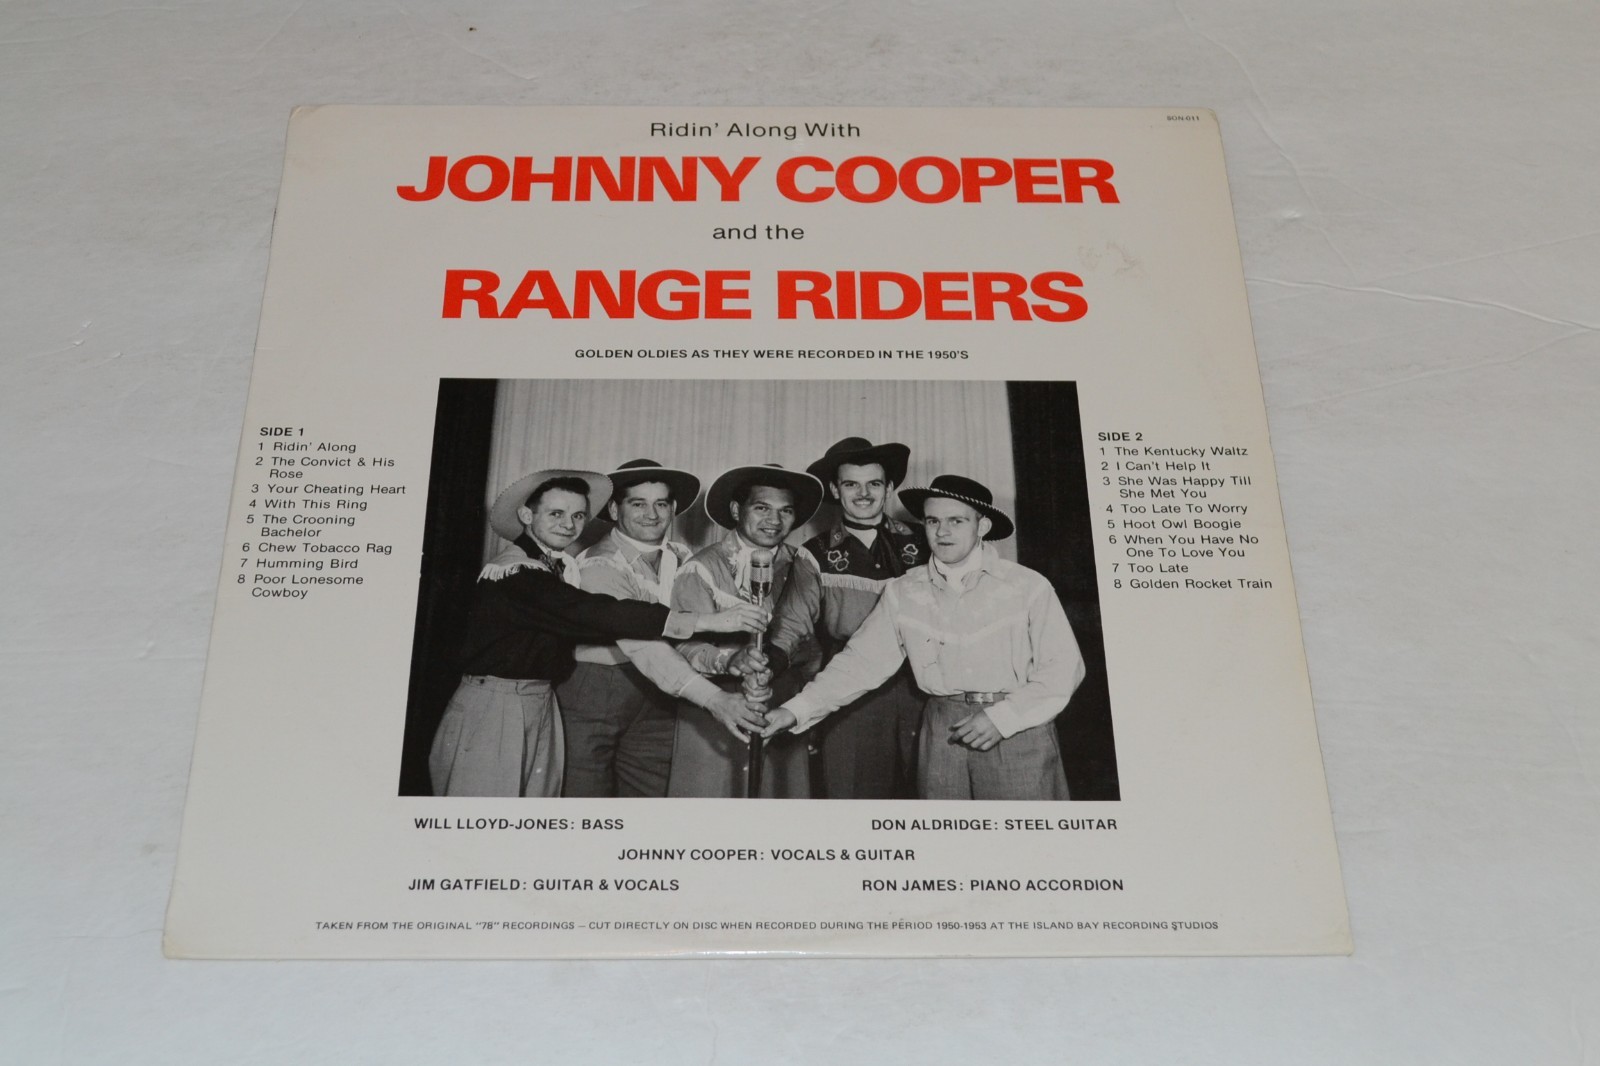 SON-011
Ridin' Along With
JOHNNY COOPER
and the
RANGE RIDERS
GOLDEN OLDIES AS THEY WERE RECORDED IN THE 1950'S
SIDE 1
1 Ridin' Along
2 The Convict & His
Rose
3 Your Cheating Heart
4 With This Ring
5 The Crooning
Bachelor
6 Chew Tobacco Rag
7 Humming Bird
8 Poor Lonesome
Cowboy
SIDE 2
1 The Kentucky Waltz
2 I Can't Help It
3 She Was Happy Till
She Met You
4 Too Late To Worry
5 Hoot Owl Boogie
6 When You Have No
One To Love You
7 Too Late
8 Golden Rocket Train
WILL LLOYD-JONES: BASS
DON ALDRIDGE: STEEL GUITAR
JOHNNY COOPER: VOCALS & GUITAR
JIM GATFIELD: GUITAR & VOCALS
RON JAMES: PIANO ACCORDION
TAKEN FROM THE ORIGINAL "78" RECORDINGS – CUT DIRECTLY ON DISC WHEN RECORDED DURING THE PERIOD 1950-1953 AT THE ISLAND BAY RECORDING STUDIOS